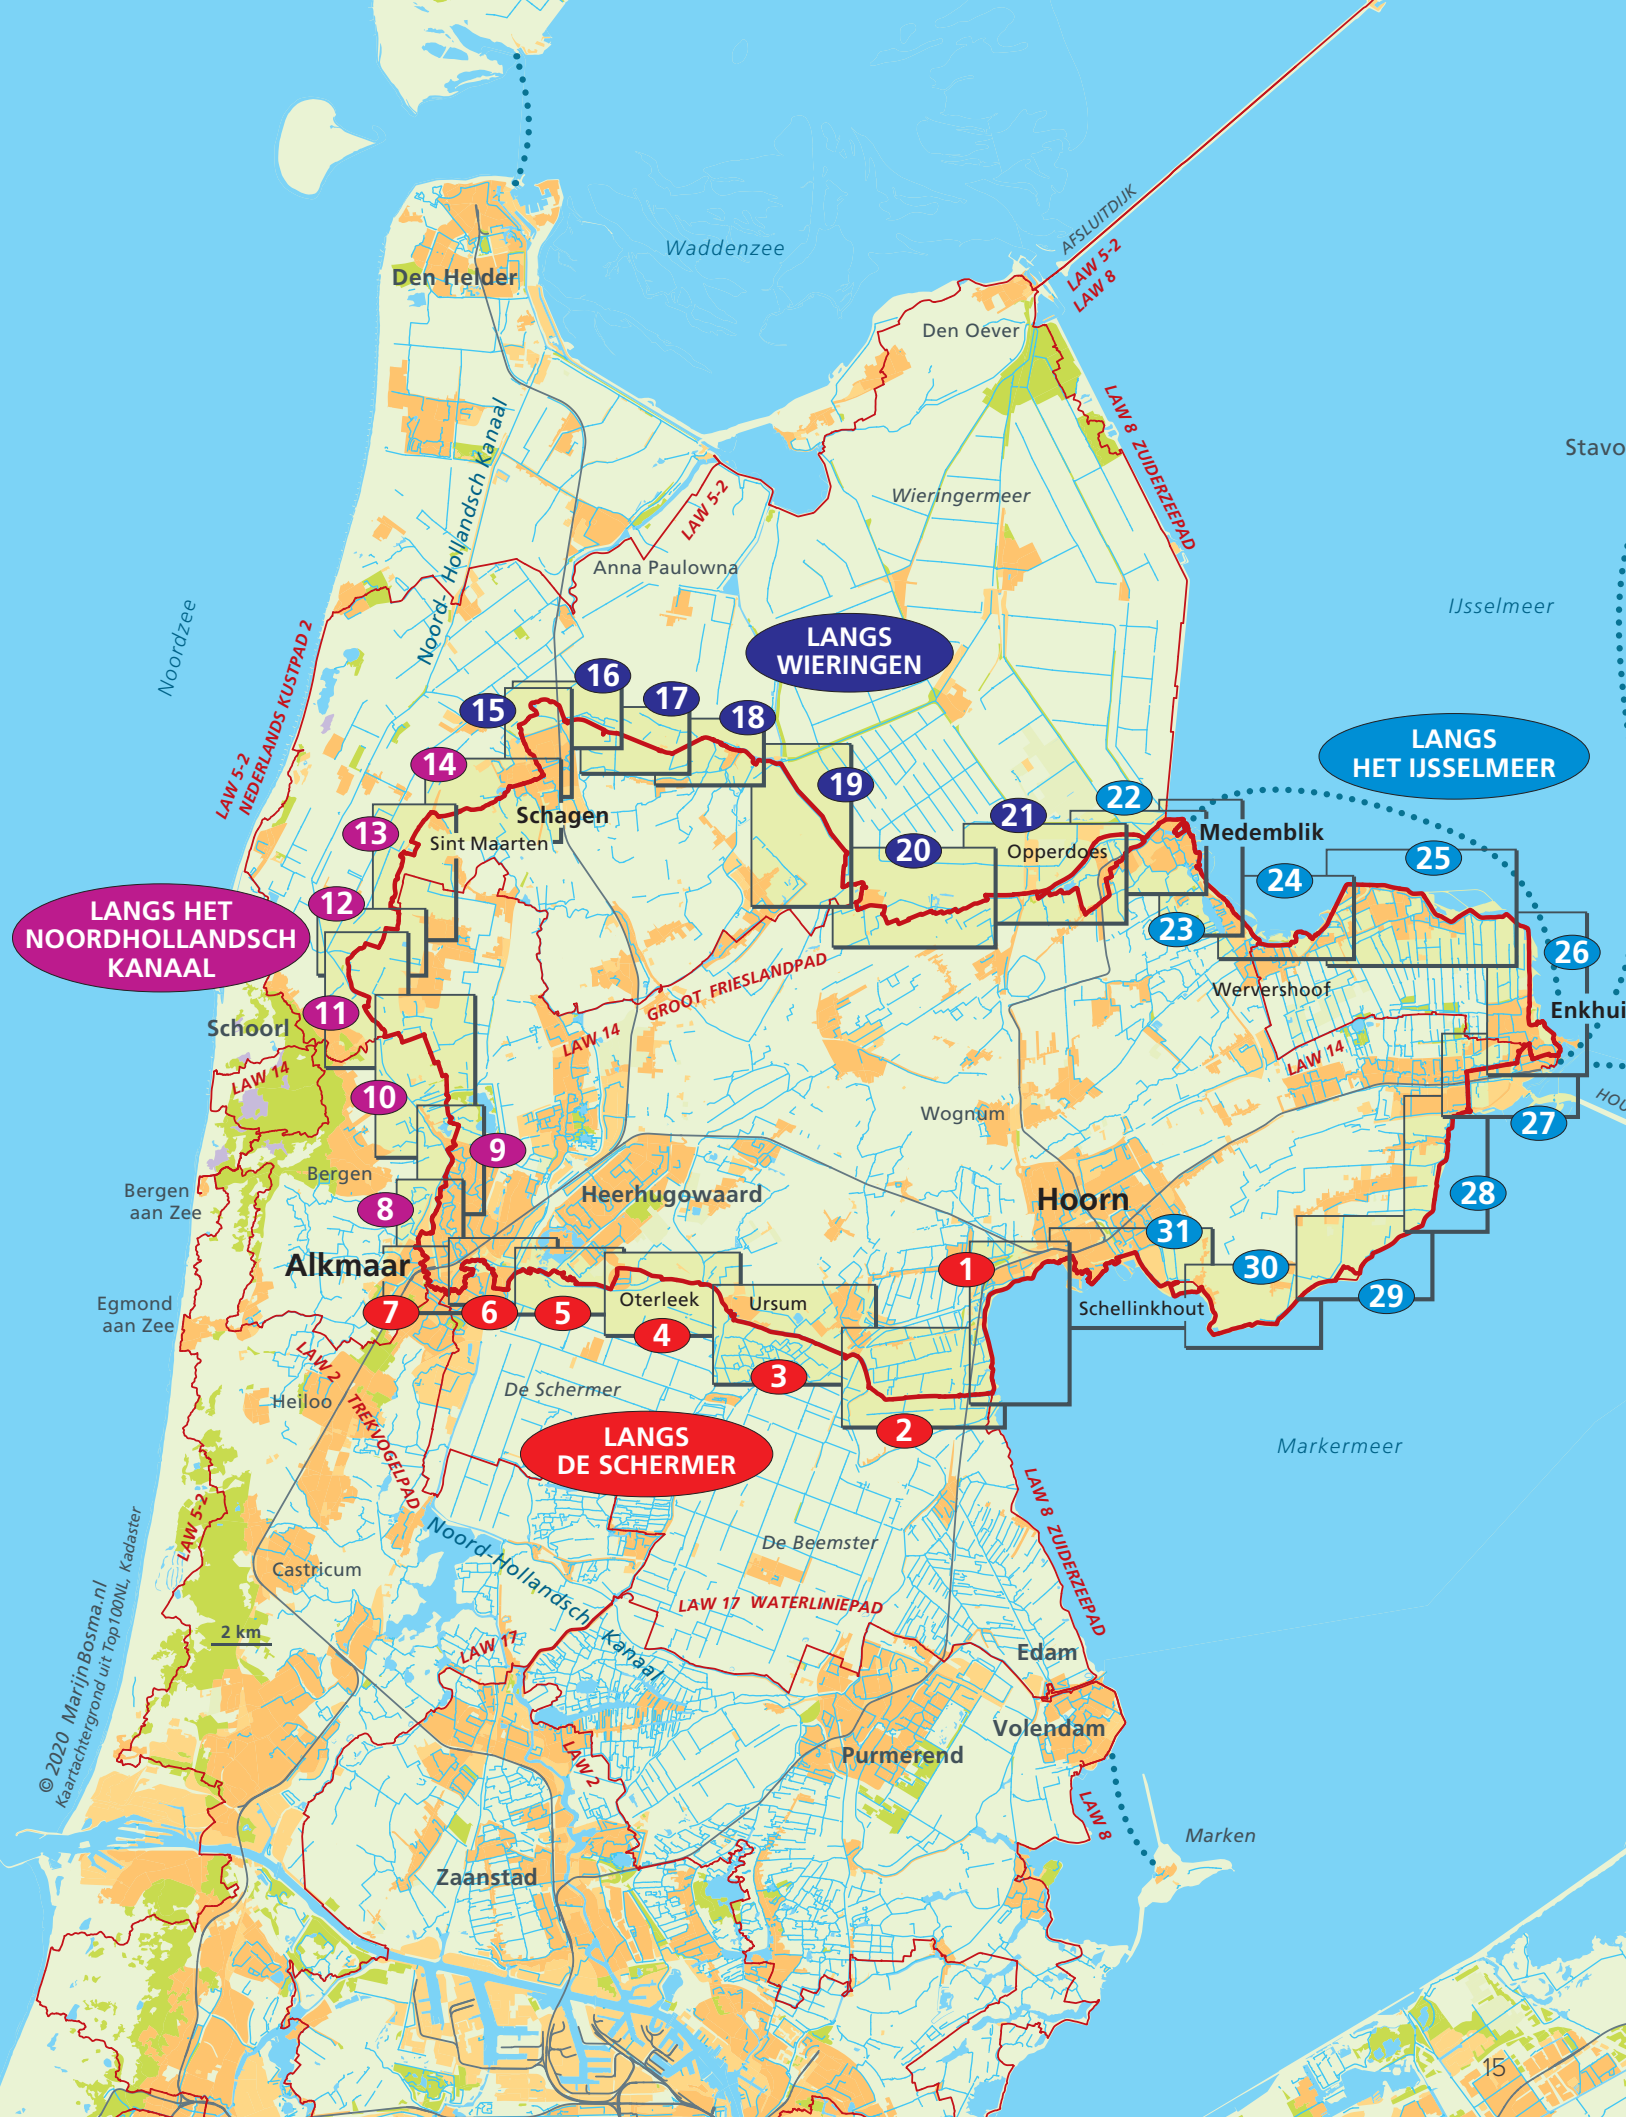 Waddenzee
AFSLUITDIJK
LAW 5-2
LAW 8
Den Helder
Den Oever
LAW 8 ZUIDERZEEPAD
Stavo
Noord-Hollandsch Kanaal
LAW 5-2
Wieringermeer
Anna Paulowna
Noordzee
IJsselmeer
LAW 5-2
NEDERLANDS KUSTPAD 2
LANGS
WIERINGEN
16
17
15
18
LANGS
HET IJSSELMEER
14
19
22
13
Schagen
21
Medemblik
Sint Maarten
20
Opperdoes
25
24
12
LANGS HET
NOORDHOLLANDSCH
KANAAL
23
26
GROOT FRIESLANDPAD
Wervershoof
11
Enkhui
Schoorl
LAW 14
LAW 14
LAW 14
10
HOU
Wognum
27
9
Bergen
Bergen
aan Zee
Heerhugowaard
Hoorn
28
8
31
Alkmaar
1
30
Egmond
aan Zee
7
6
5
Oterleek
Ursum
Schellinkhout
29
4
LAW 2
TREKVOGELPAD
3
De Schermer
Heiloo
2
LANGS
DE SCHERMER
Markermeer
LAW 8 ZUIDERZEEPAD
LAW 5-2
Noord-Hollandsch
Kanaal
De Beemster
Castricum
LAW 17 WATERLINIEPAD
2 km
LAW 17
Edam
Volendam
Purmerend
LAW 2
LAW 8
© 2020 MarijnBosma.nl
Kaartachtergrond uit Top100NL, Kadaster
Marken
Zaanstad
15